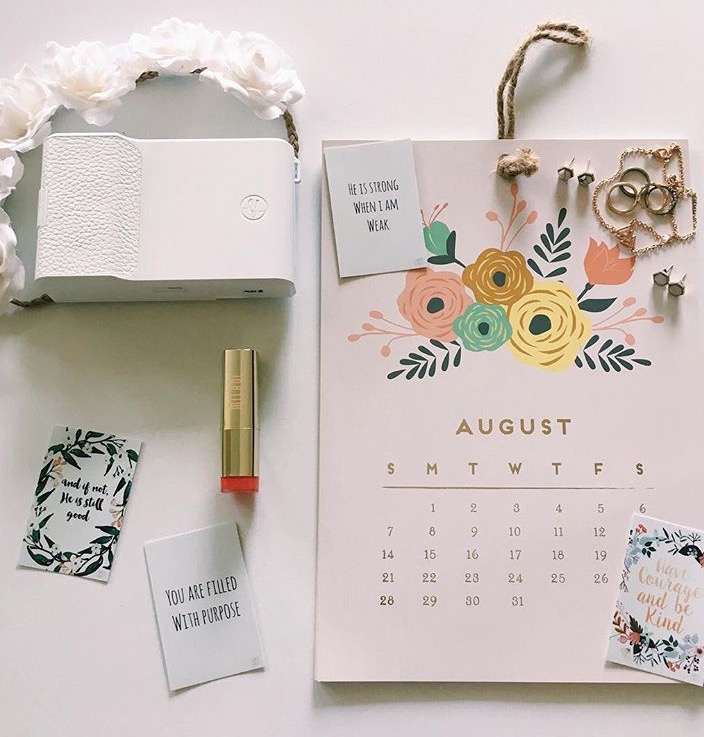 He is strong
When I am
Weak
and if not,
He is still
good
You are filled
with purpose
AUGUST
S M T W T F S
1 2 3 4 5 6
7 8 9 10 11 12
14 15 16 17 18 19
21 22 23 24 25 26
28 29 30 31
Have
Courage
and be
Kind